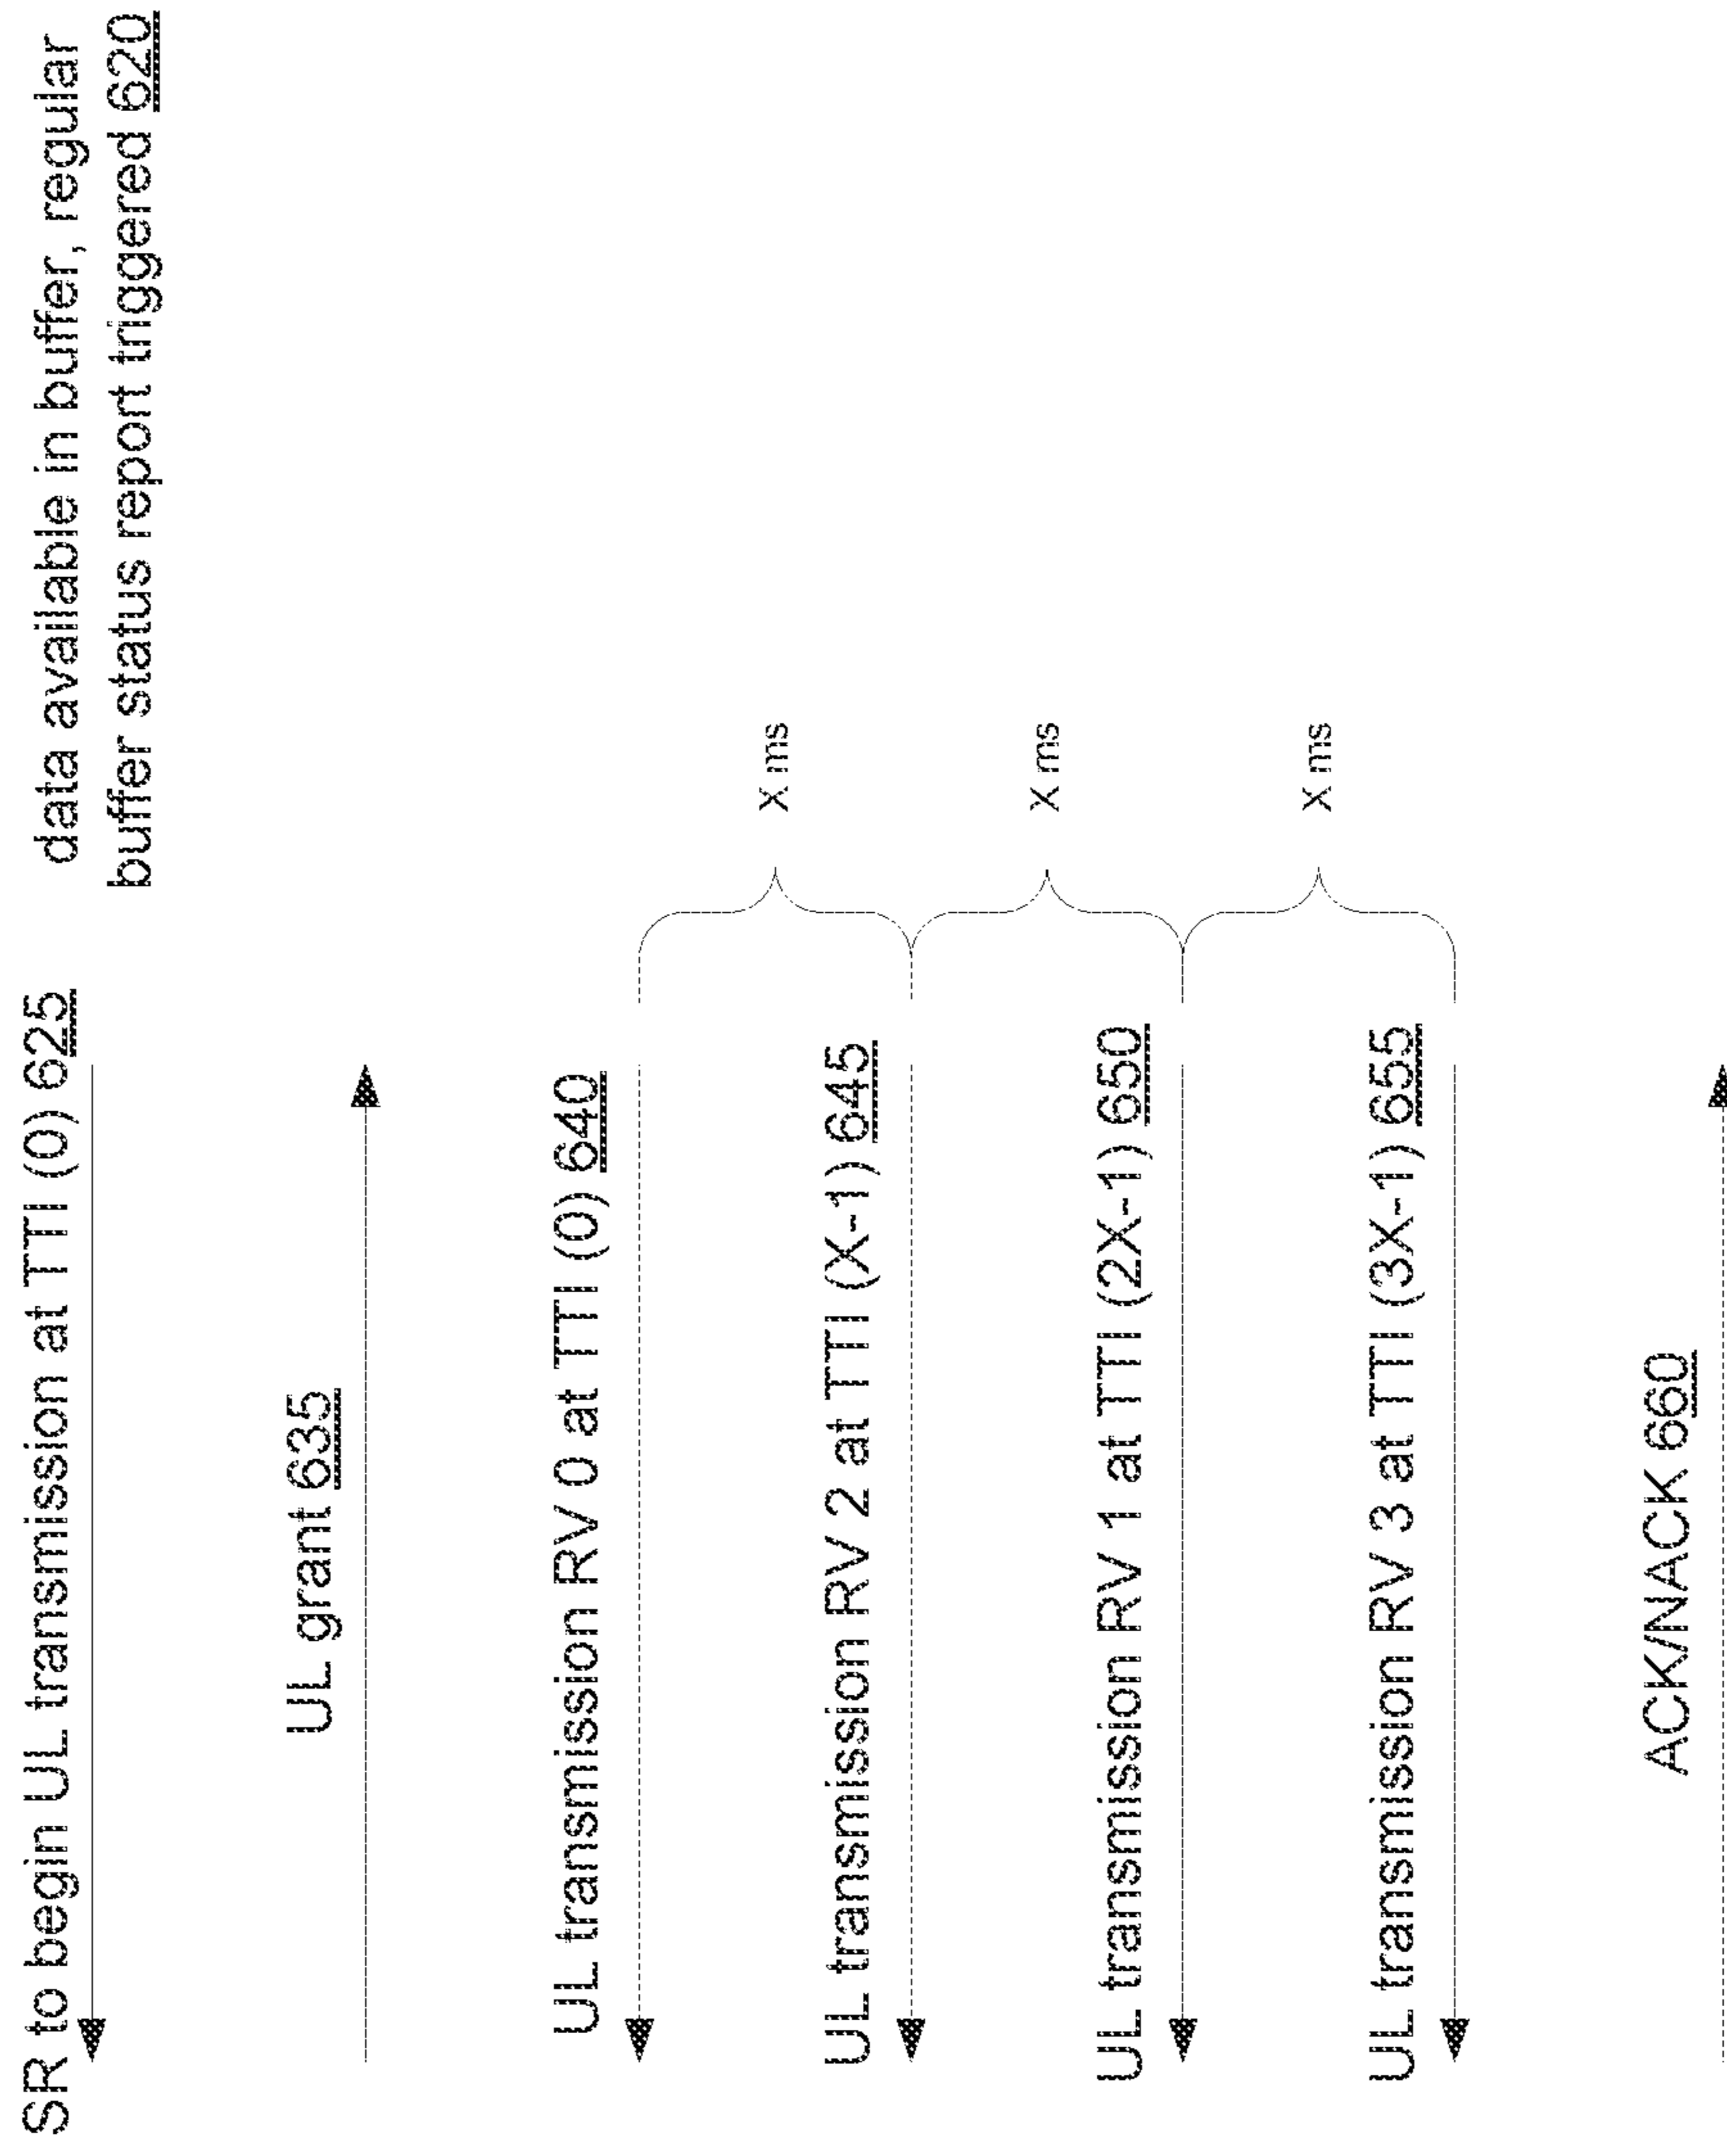 data available in buffer, regular
buffer status report triggered 620
SR to begin UL transmission at TTI (0) 625
UL grant 635
UL transmission RV 0 at TTI (0) 640
X ms
UL transmission RV 2 at TTI (X-1) 645
X ms
UL transmission RV 1 at TTI (2X-1) 650
X ms
UL transmission RV 3 at TTI (3X-1) 655
ACK/NACK 660